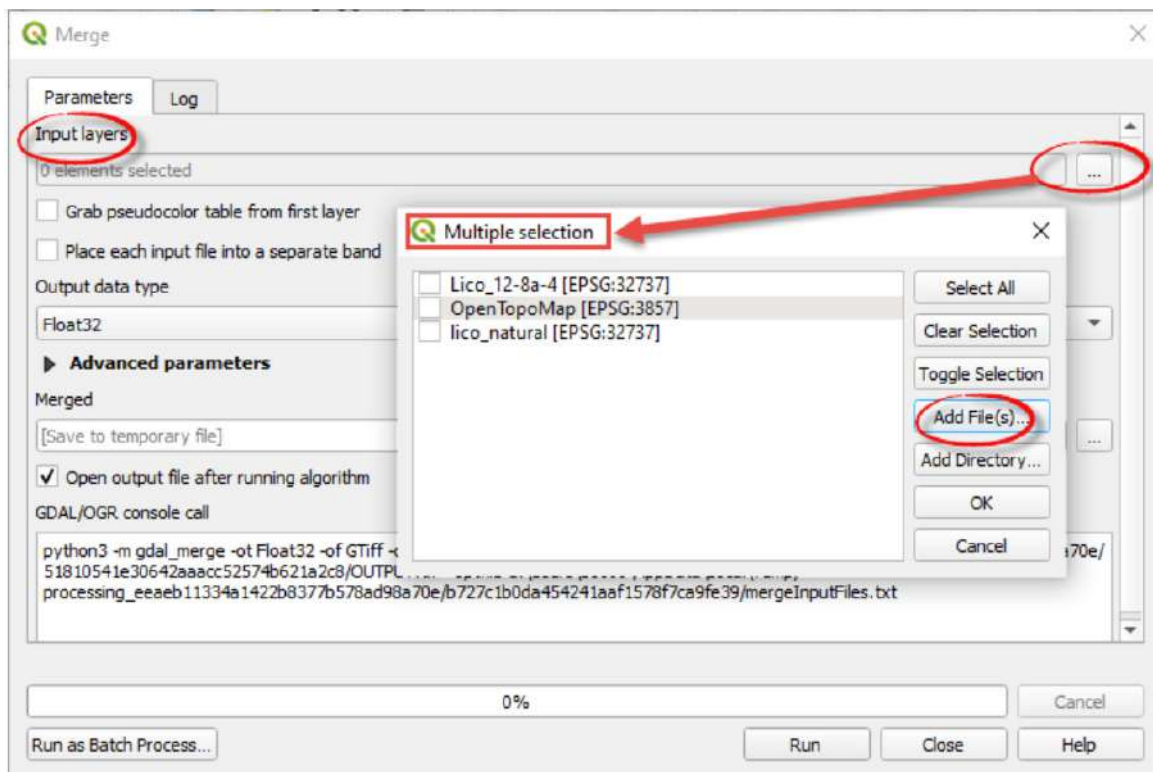 Merge
Parameters Log
Input layers
0 elements selected ...
Grab pseudocolor table from first layer
Place each input file into a separate band
Output data type
Float32
Advanced parameters
Merged
[Save to temporary file] ...
Open output file after running algorithm
GDAL/OGR console call
python3 -m gdal_merge -ot Float32 -of GTiff a70e/
51810541e30642aaacc52574b621a2c8/
processing_eeaeb11334a1422b8377b578ad98a70e/b727c1b0da454241aaf1578f7ca9fe39/mergeInputFiles.txt
Multiple selection
Lico_12-8a-4 [EPSG:32737]
OpenTopoMap [EPSG:3857]
lico_natural [EPSG:32737]
Select All
Clear Selection
Toggle Selection
Add File(s)...
Add Directory...
OK
Cancel
0% Cancel
Run as Batch Process... Run Close Help